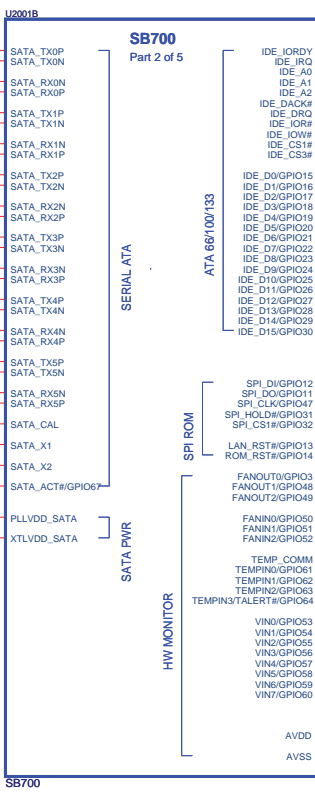 U2001B
SB700
Part 2 of 5
SATA_TX0P
SATA_TX0N
SATA_RX0N
SATA_RX0P
SATA_TX1P
SATA_TX1N
SATA_RX1N
SATA_RX1P
SATA_TX2P
SATA_TX2N
SATA_RX2N
SATA_RX2P
SATA_TX3P
SATA_TX3N
SATA_RX3N
SATA_RX3P
SATA_TX4P
SATA_TX4N
SATA_RX4N
SATA_RX4P
SATA_TX5P
SATA_TX5N
SATA_RX5N
SATA_RX5P
SATA_CAL
SATA_X1
SATA_X2
SATA_ACT#/GPIO67
PLLVDD_SATA
XTLVDD_SATA
SERIAL ATA
SATA PWR
ATA 66/100/133
SPI ROM
HW MONITOR
IDE_IORDY
IDE_IRQ
IDE_A0
IDE_A1
IDE_A2
IDE_DACK#
IDE_DRQ
IDE_IOR#
IDE_IOW#
IDE_CS1#
IDE_CS3#
IDE_D0/GPIO15
IDE_D1/GPIO16
IDE_D2/GPIO17
IDE_D3/GPIO18
IDE_D4/GPIO19
IDE_D5/GPIO20
IDE_D6/GPIO21
IDE_D7/GPIO22
IDE_D8/GPIO23
IDE_D9/GPIO24
IDE_D10/GPIO25
IDE_D11/GPIO26
IDE_D12/GPIO27
IDE_D13/GPIO28
IDE_D14/GPIO29
IDE_D15/GPIO30
SPI_DI/GPIO12
SPI_DO/GPIO11
SPI_CLK/GPIO47
SPI_HOLD#/GPIO31
SPI_CS1#/GPIO32
LAN_RST#/GPIO13
ROM_RST#/GPIO14
FANOUT0/GPIO3
FANOUT1/GPIO48
FANOUT2/GPIO49
FANIN0/GPIO50
FANIN1/GPIO51
FANIN2/GPIO52
TEMP_COMM
TEMPIN0/GPIO61
TEMPIN1/GPIO62
TEMPIN2/GPIO63
TEMPIN3/TALERT#/GPIO64
VIN0/GPIO53
VIN1/GPIO54
VIN2/GPIO55
VIN3/GPIO56
VIN4/GPIO57
VIN5/GPIO58
VIN6/GPIO59
VIN7/GPIO60
AVDD
AVSS
SB700